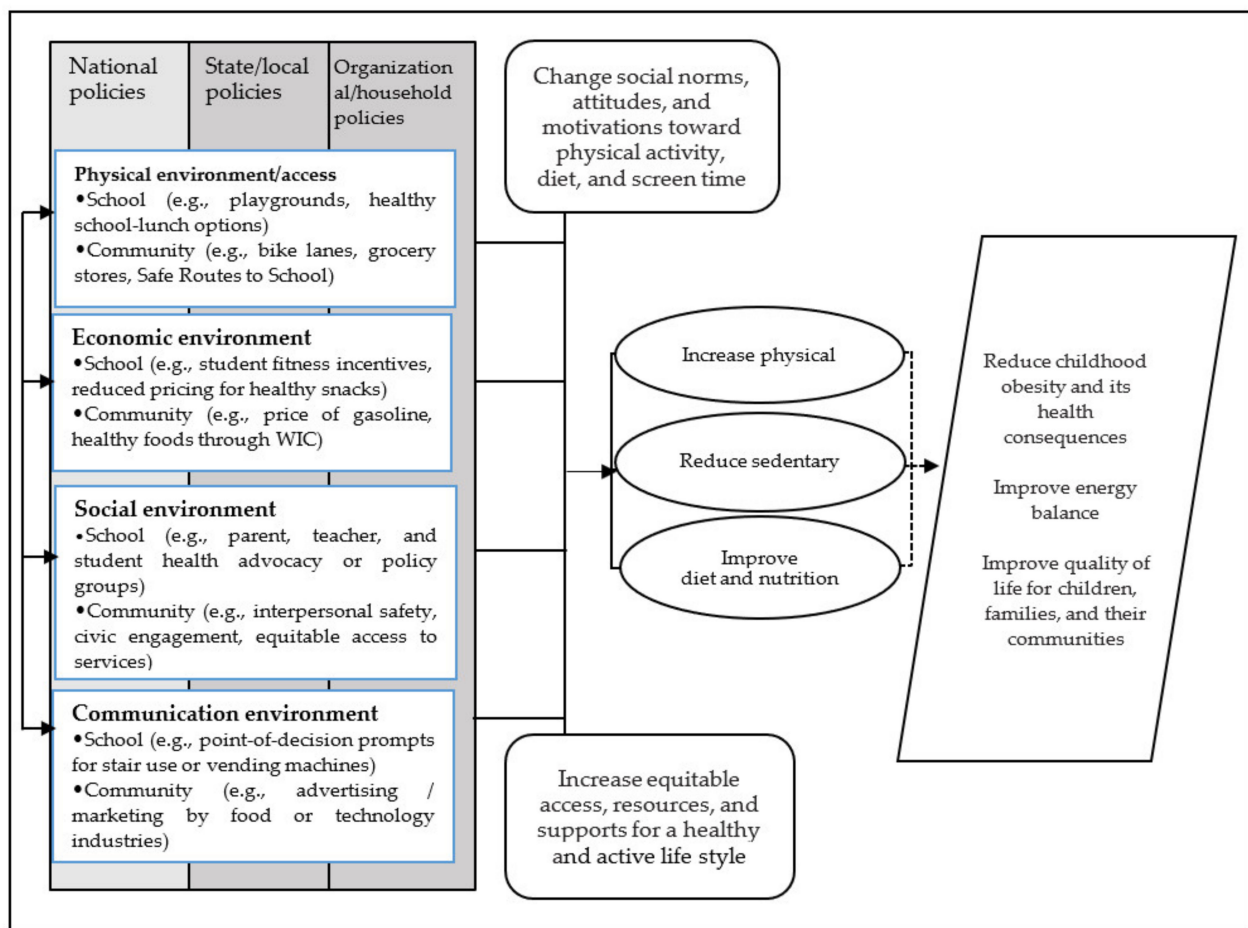 National
policies
State/local
policies
Organization
al/household
policies
Physical environment/access
•School (e.g., playgrounds, healthy
school-lunch options)
•Community (e.g., bike lanes, grocery
stores, Safe Routes to School)
Economic environment
•School (e.g., student fitness incentives,
reduced pricing for healthy snacks)
•Community (e.g., price of gasoline,
healthy foods through WIC)
Social environment
•School (e.g., parent, teacher, and
student health advocacy or policy
groups)
•Community (e.g., interpersonal safety,
civic engagement, equitable access to
services)
Communication environment
•School (e.g., point-of-decision prompts
for stair use or vending machines)
•Community (e.g., advertising /
marketing by food or technology
industries)
Change social norms,
attitudes, and
motivations toward
physical activity,
diet, and screen time
Increase equitable
access, resources, and
supports for a healthy
and active life style
Increase physical
Reduce sedentary
Improve
diet and nutrition
Reduce childhood
obesity and its
health
consequences
Improve energy
balance
Improve quality of
life for children,
families, and their
communities